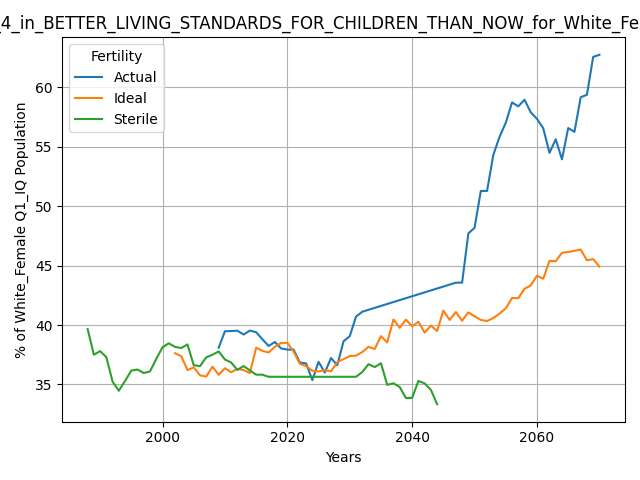 _4_in_BETTER_LIVING_STANDARDS_FOR_CHILDREN_THAN_NOW_for_White_Fe
Fertility
Actual
Ideal
Sterile
% of White_Female Q1_IQ Population
60
55
50
45
40
35
2000
2020
2040
2060
Years